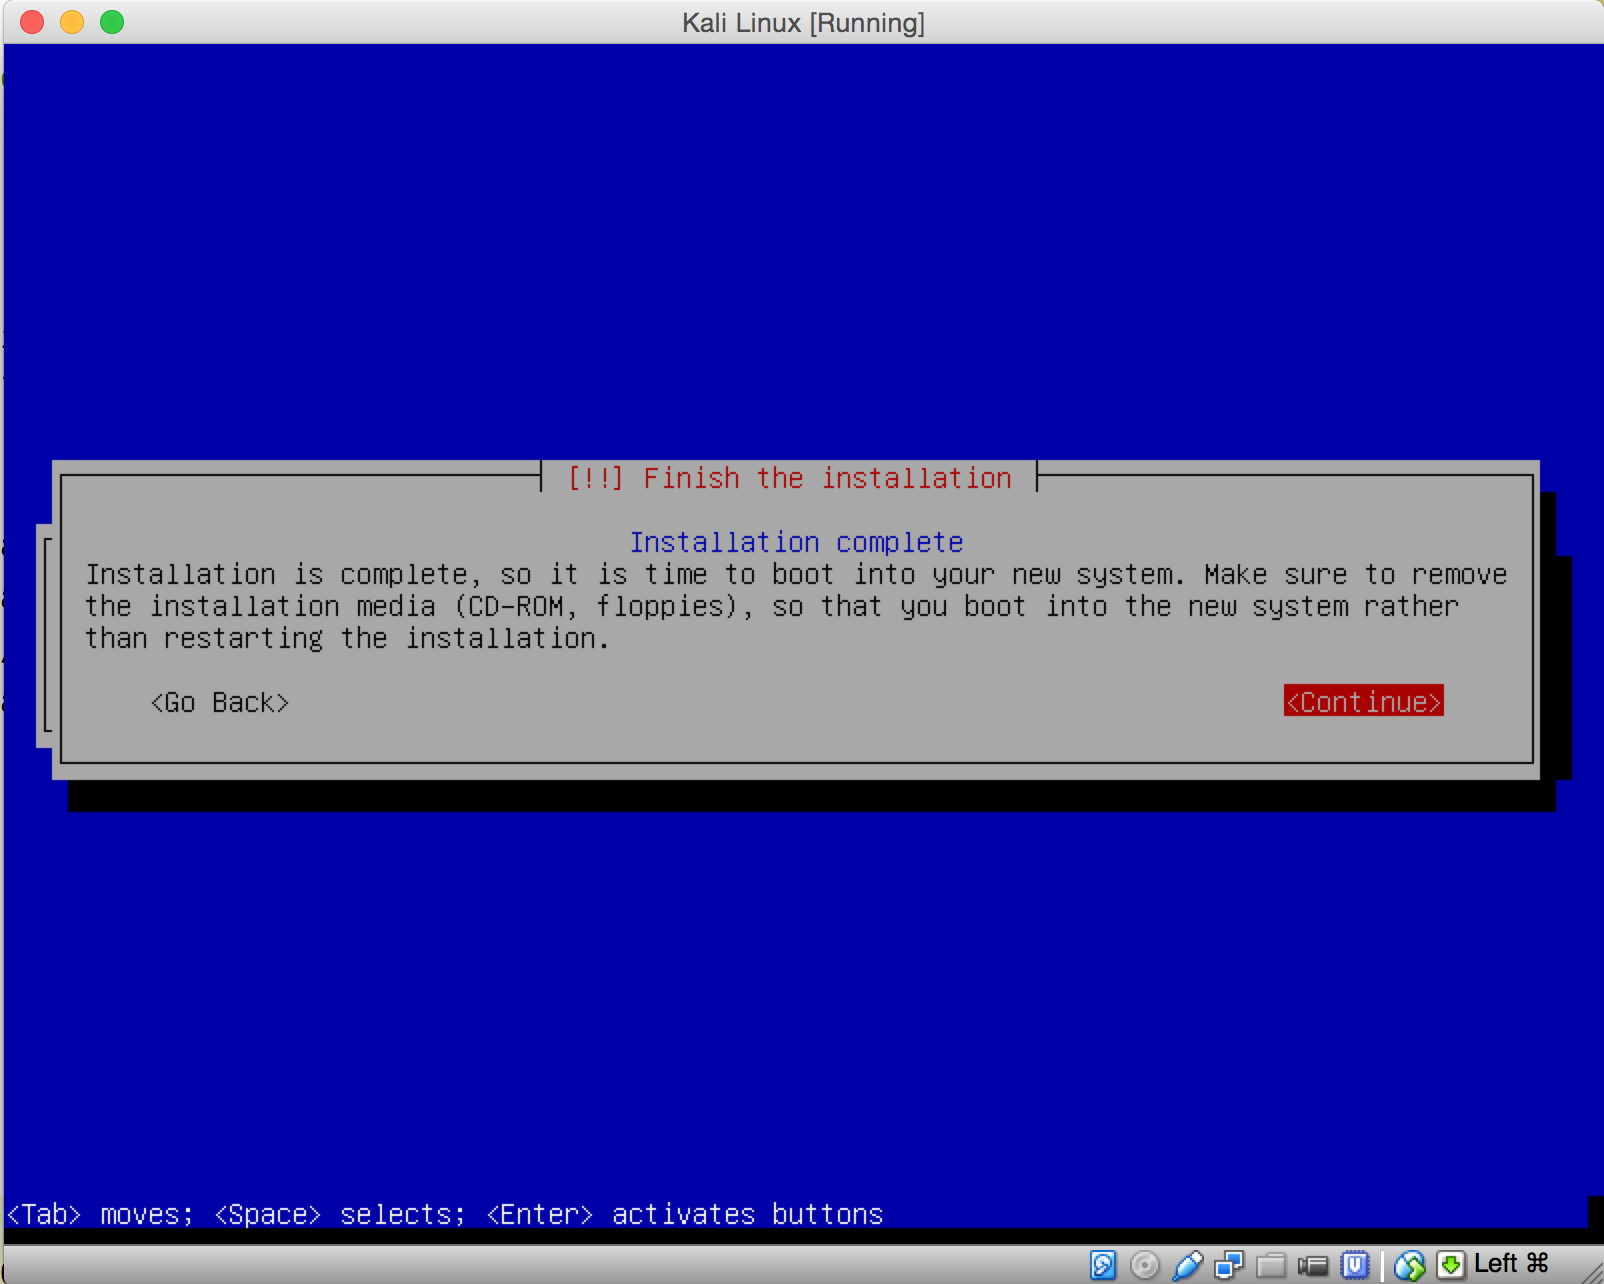 Kali Linux [Running]
[!!] Finish the installation
Installation complete
Installation is complete, so it is time to boot into your new system. Make sure to remove
the installation media (CD-ROM, floppies), so that you boot into the new system rather
than restarting the installation.
<Go Back> <Continue>
<Tab> moves; <Space> selects; <Enter> activates buttons
Left ⌘